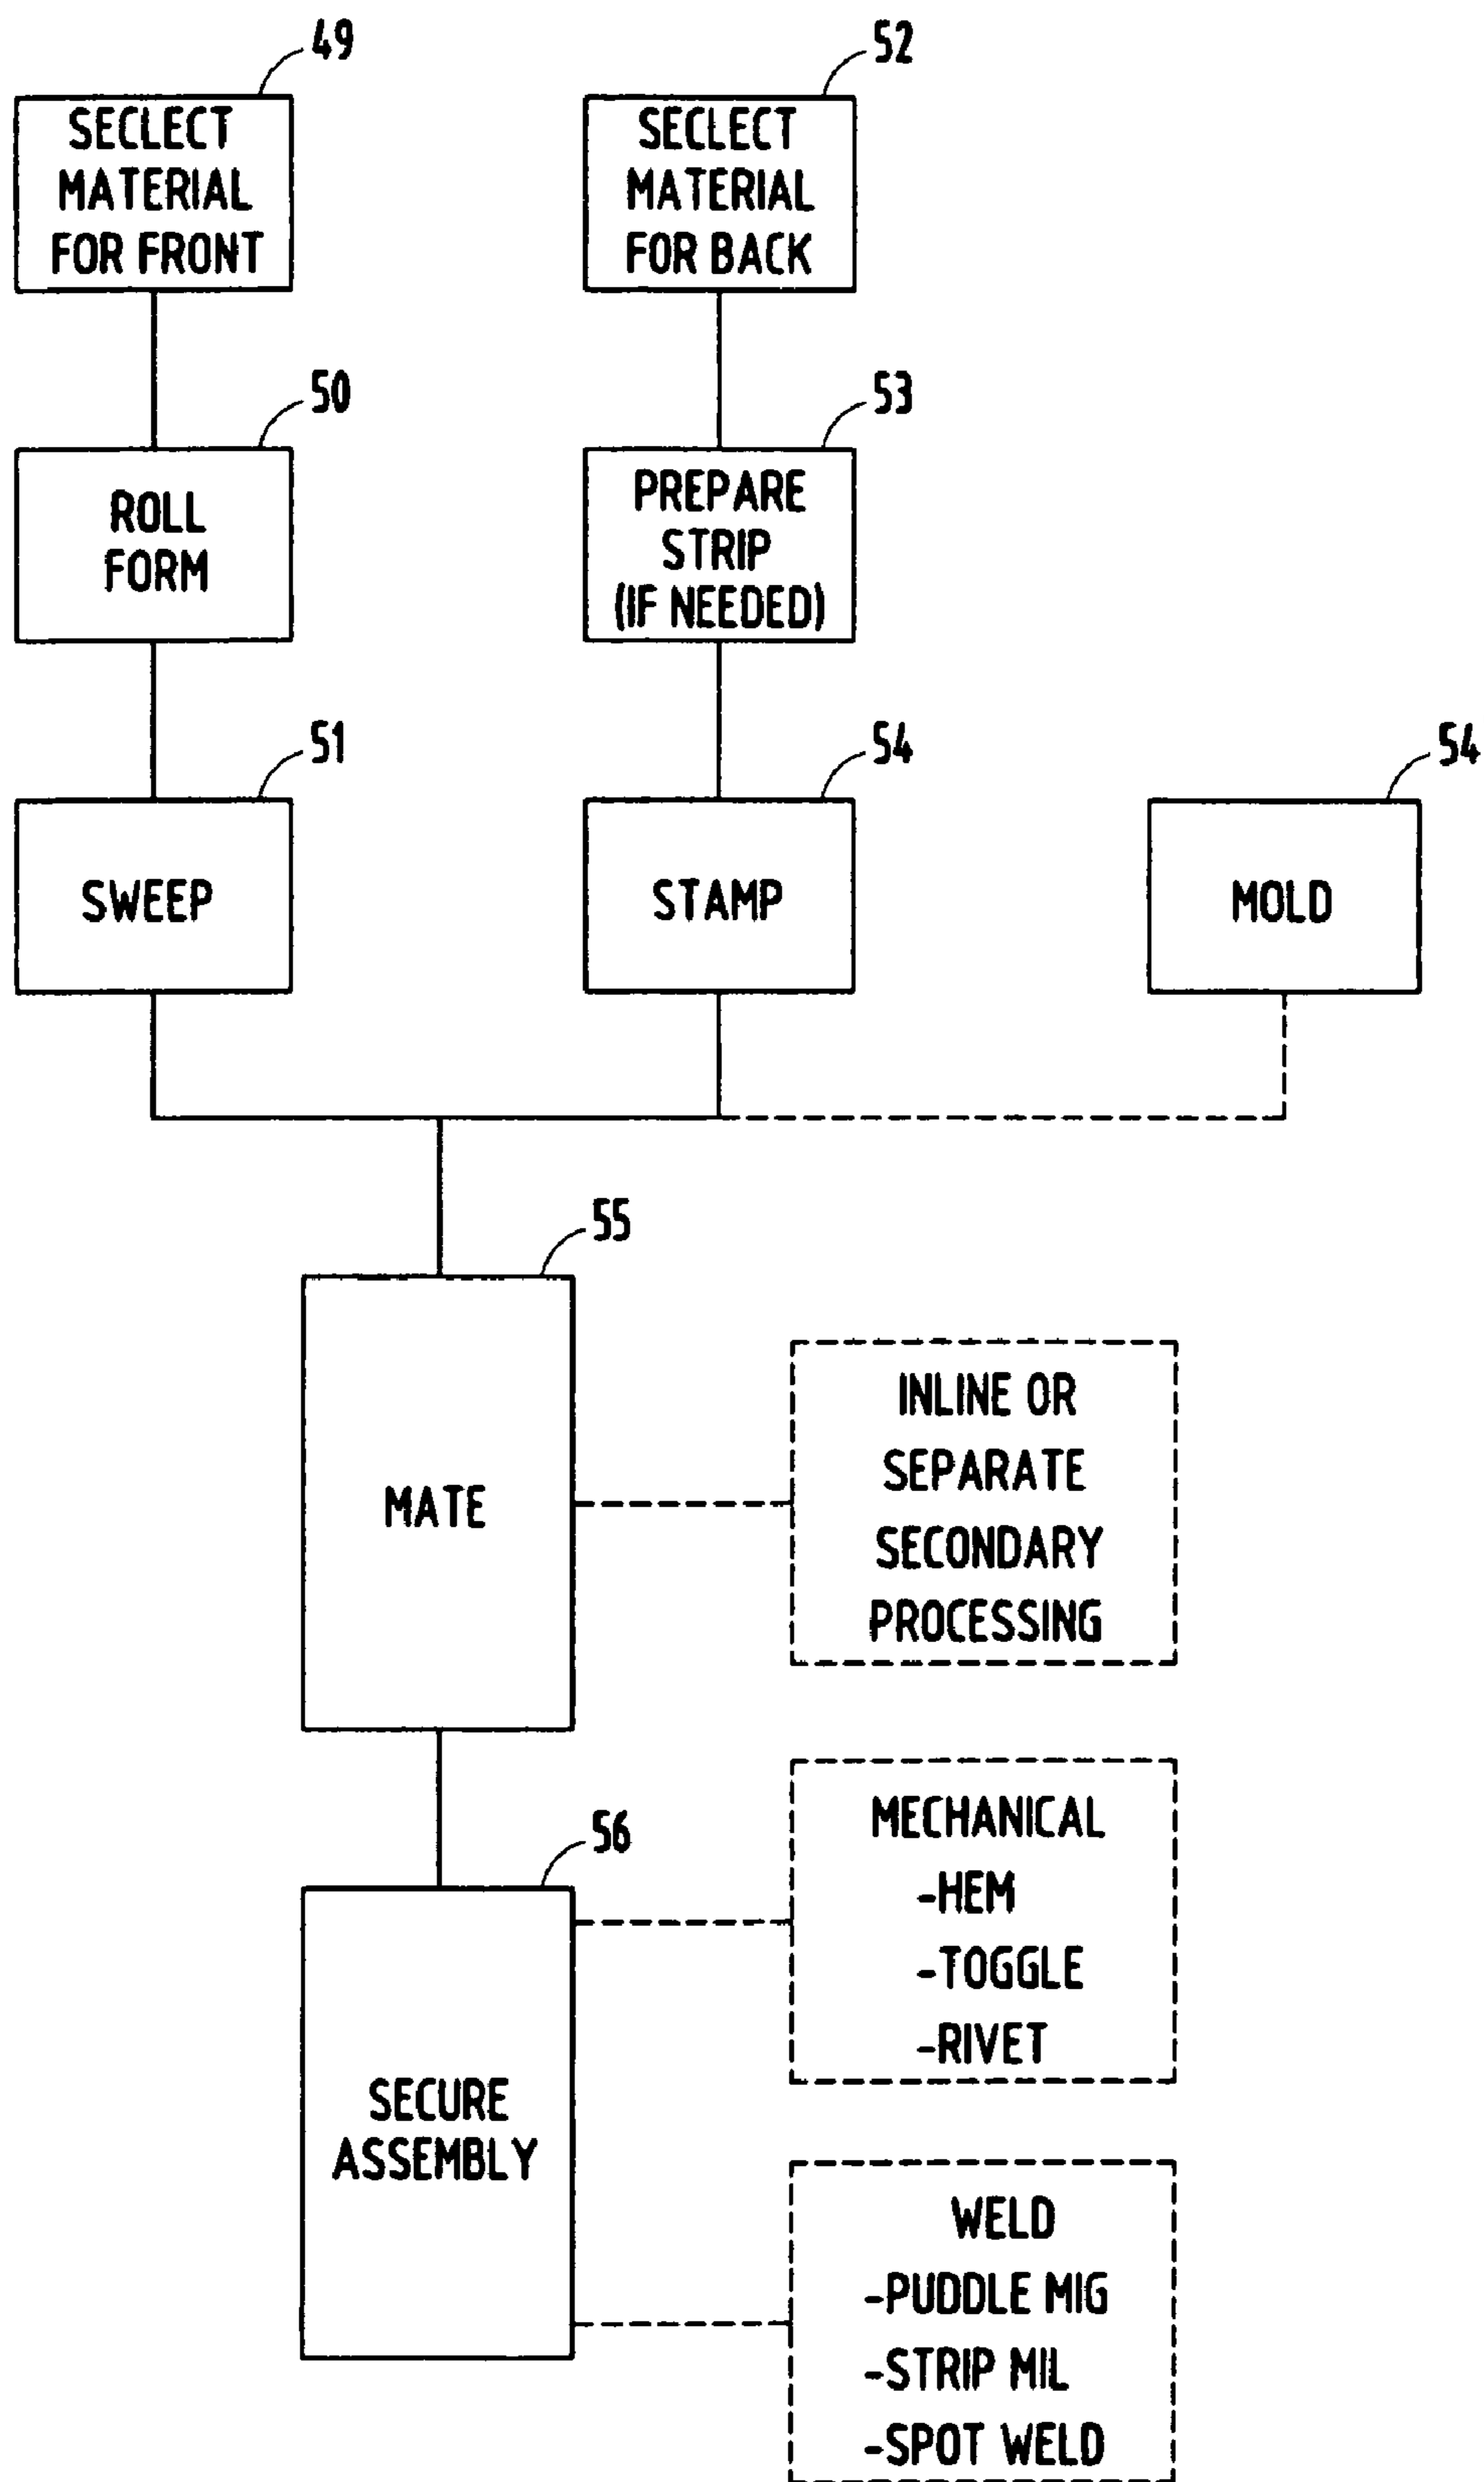 49
SECLECT
MATERIAL
FOR FRONT
52
SECLECT
MATERIAL
FOR BACK
50
ROLL
FORM
53
PREPARE
STRIP
(IF NEEDED)
51
SWEEP
54
STAMP
54
MOLD
55
MATE
INLINE OR
SEPARATE
SECONDARY
PROCESSING
56
SECURE
ASSEMBLY
MECHANICAL
-HEM
-TOGGLE
-RIVET
WELD
-PUDDLE MIG
-STRIP MIL
-SPOT WELD